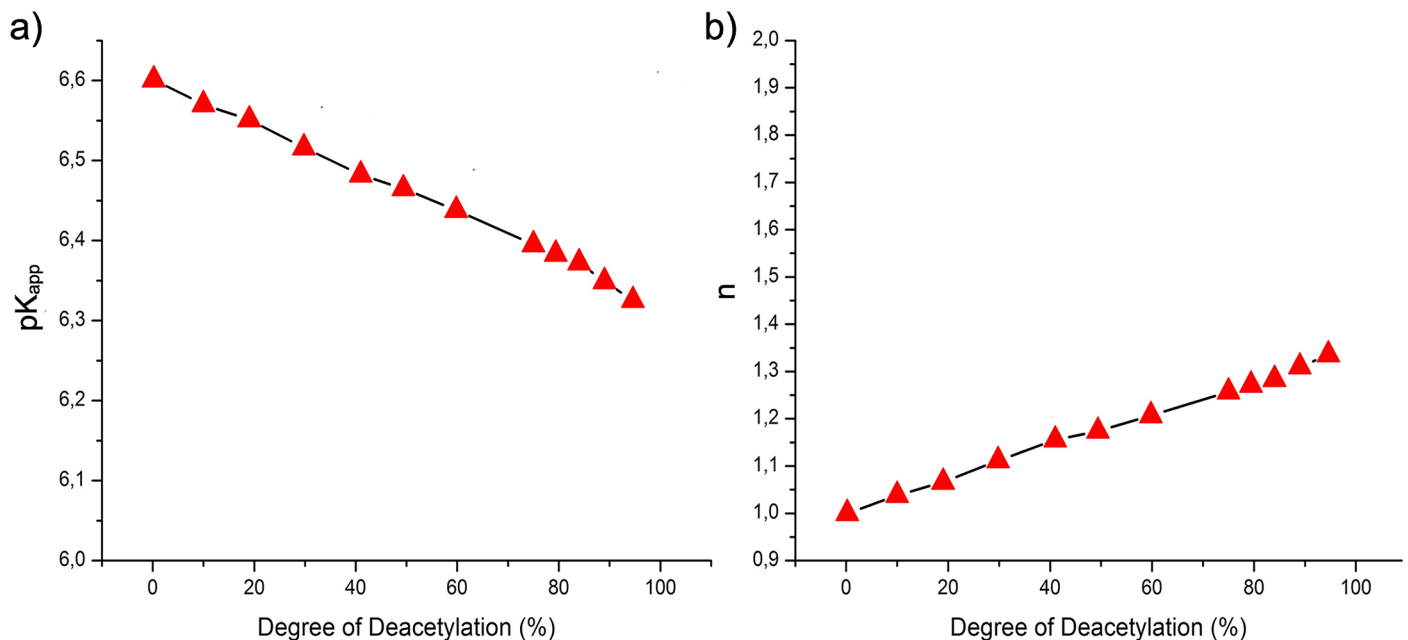 a)
6,6
6,5
6,4
6,3
6,2
6,1
6,0
pKapp
0 20 40 60 80 100
Degree of Deacetylation (%)
b)
2,0
1,9
1,8
1,7
1,6
1,5
1,4
1,3
1,2
1,1
1,0
0,9
n
0 20 40 60 80 100
Degree of Deacetylation (%)